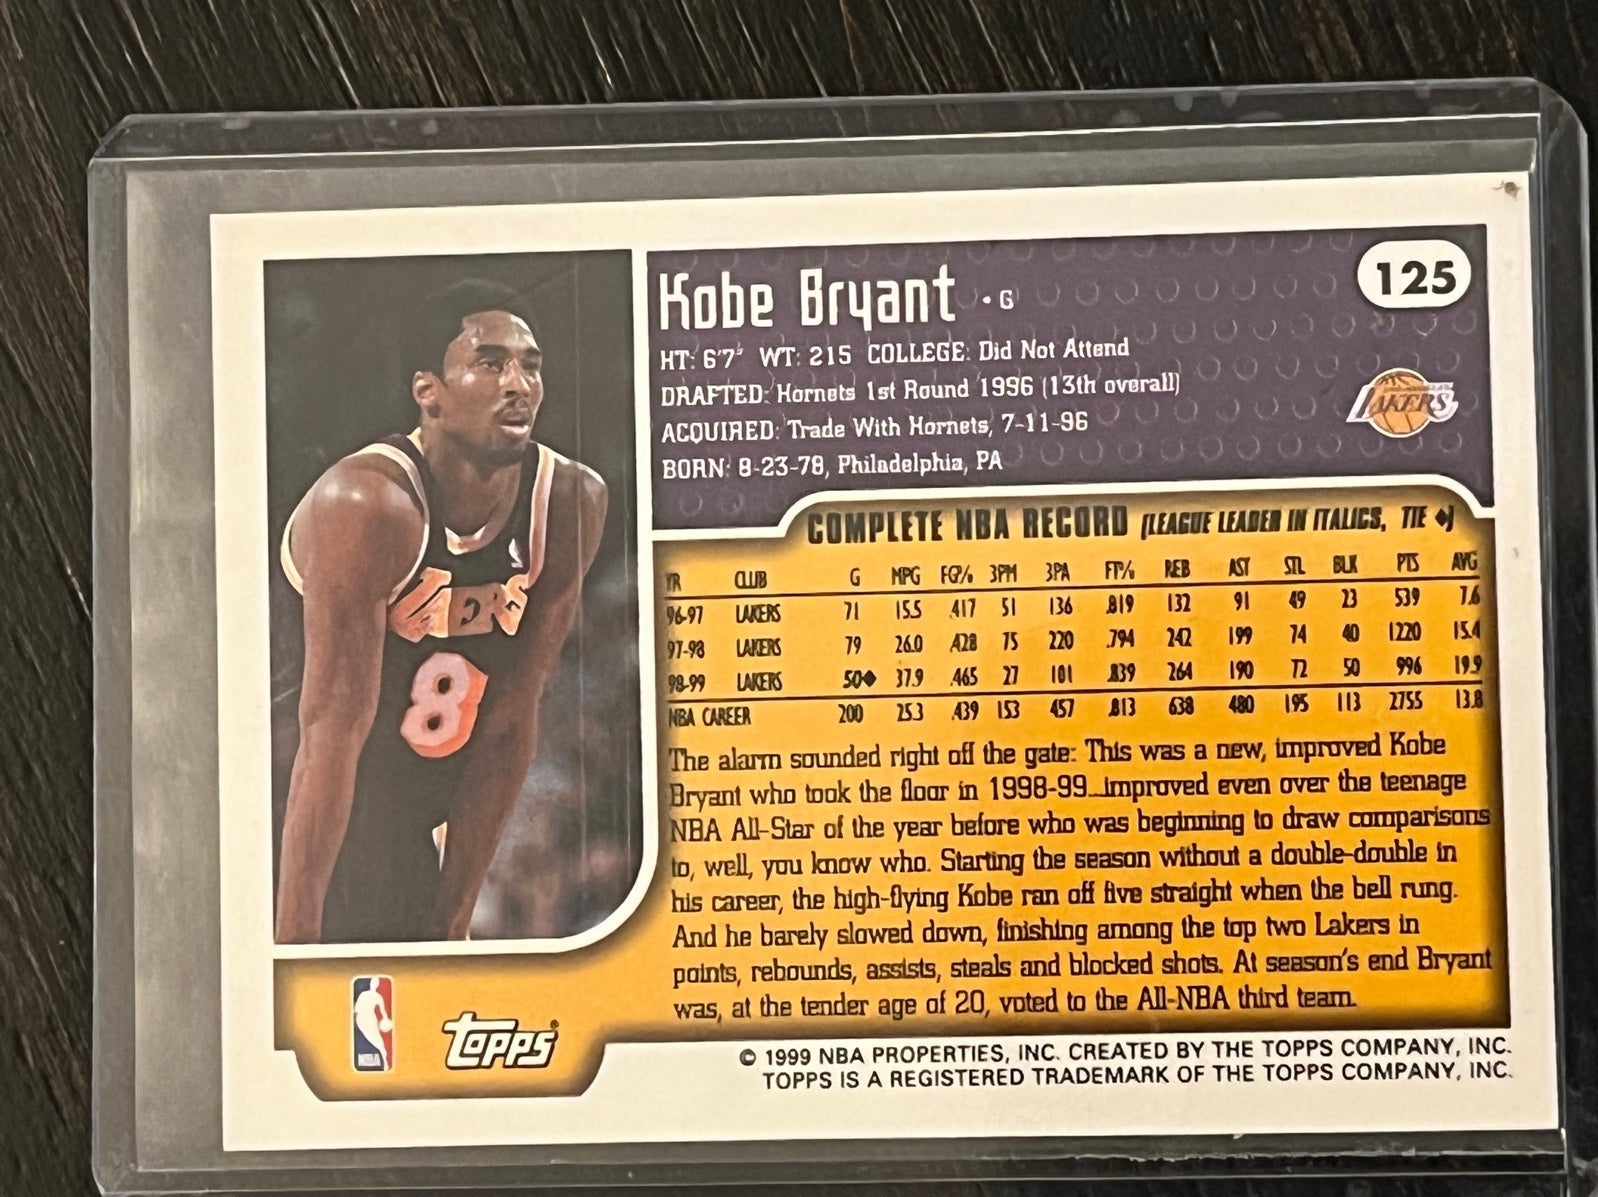 Kobe Bryant · G
125
HT: 6'7" WT: 215 COLLEGE: Did Not Attend
DRAFTED: Hornets 1st Round 1996 (13th overall)
ACQUIRED: Trade With Hornets, 7-11-96
BORN: 8-23-78, Philadelphia, PA
LAKERS
COMPLETE NBA RECORD (LEAGUE LEADER IN ITALICS, TIE ◆)
YR CLUB G MPG FG% 3PM 3PA FT% REB AST STL BLK PTS AVG
96-97 LAKERS 71 15.5 .417 51 136 .819 132 91 49 23 539 7.6
97-98 LAKERS 79 26.0 .428 75 220 .794 242 199 74 40 1220 15.4
98-99 LAKERS 50◆ 37.9 .465 27 101 .839 264 190 72 50 996 19.9
NBA CAREER 200 25.3 .439 153 457 .813 638 480 195 113 2755 13.8
The alarm sounded right off the gate: This was a new, improved Kobe
Bryant who took the floor in 1998-99...improved even over the teenage
NBA All-Star of the year before who was beginning to draw comparisons
to, well, you know who. Starting the season without a double-double in
his career, the high-flying Kobe ran off five straight when the bell rung.
And he barely slowed down, finishing among the top two Lakers in
points, rebounds, assists, steals and blocked shots. At season's end Bryant
was, at the tender age of 20, voted to the All-NBA third team.
8
NBA
Topps®
© 1999 NBA PROPERTIES, INC. CREATED BY THE TOPPS COMPANY, INC.
TOPPS IS A REGISTERED TRADEMARK OF THE TOPPS COMPANY, INC.